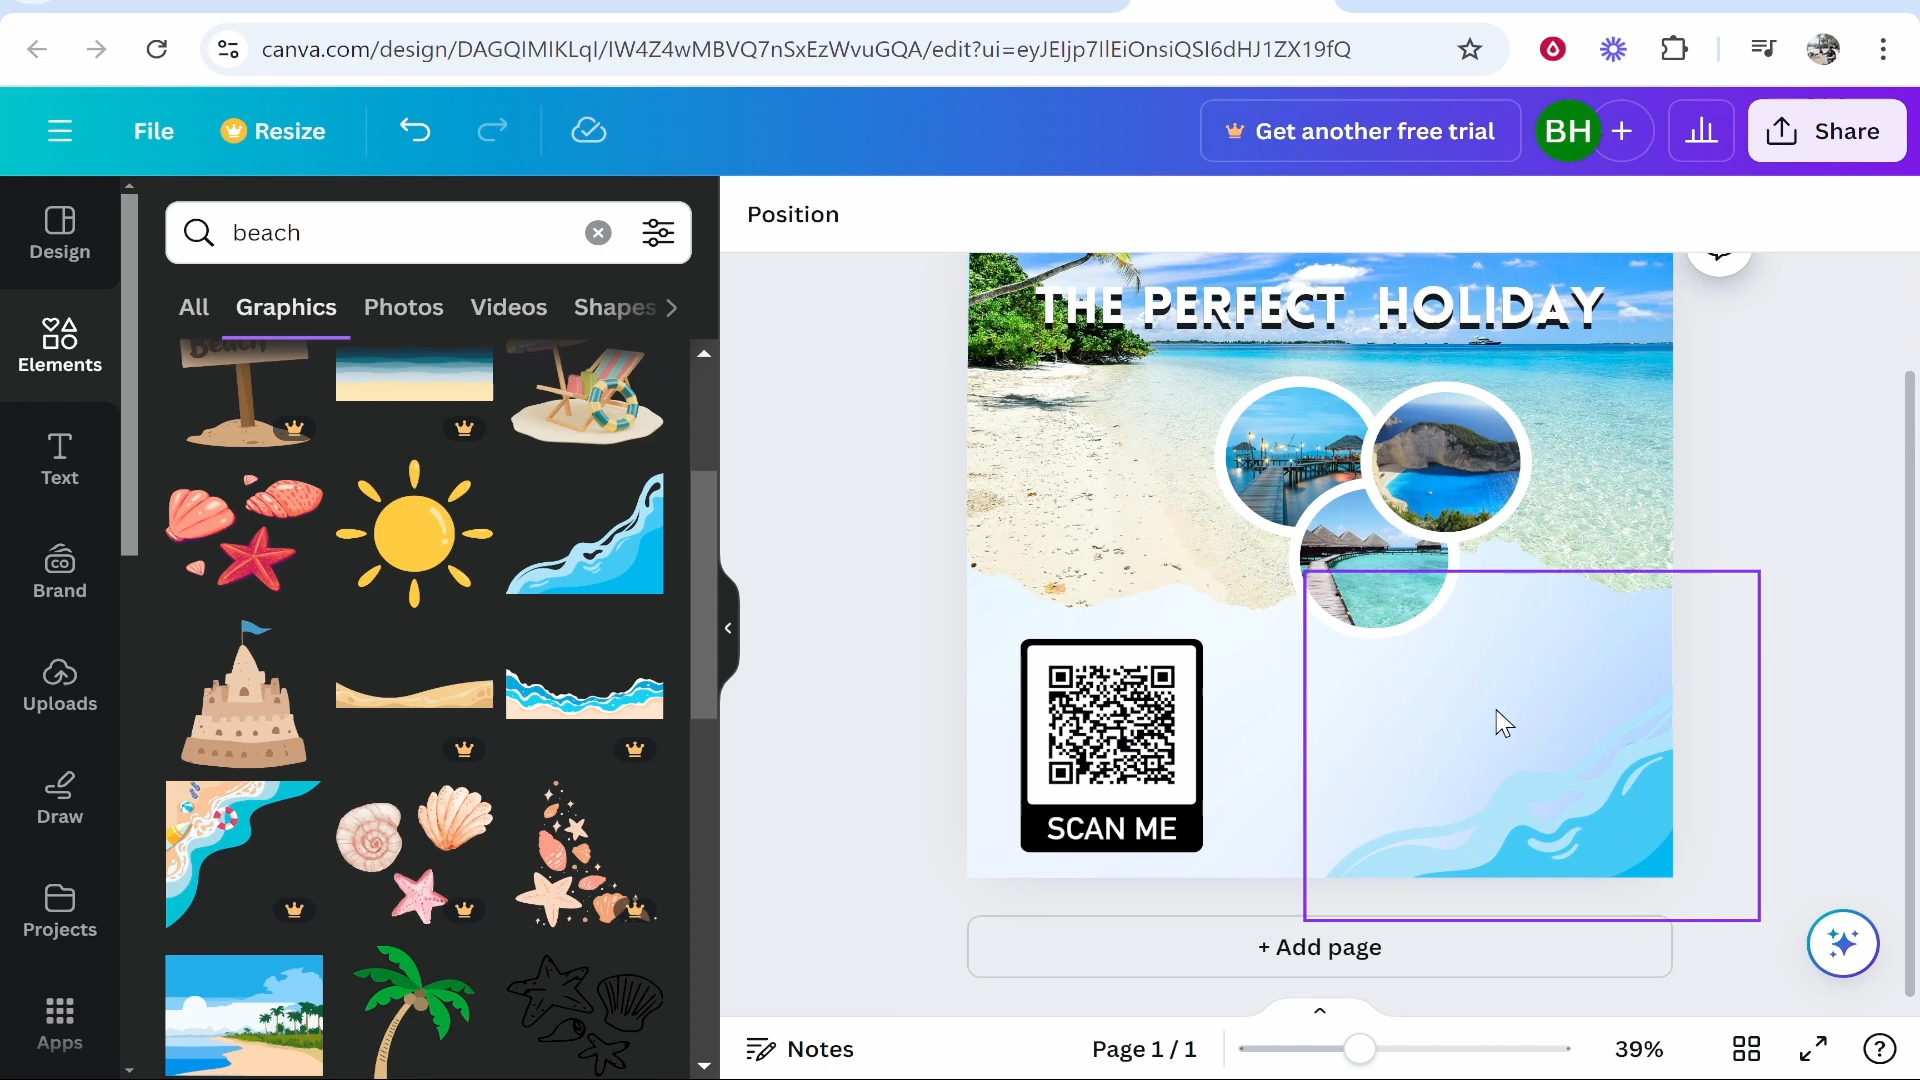 canva.com/design/DAGQIMIKLqI/IW4Z4wMBVQ7nSxEzWvuGQA/edit?ui=eyJEIjp7IlEiOnsiQSI6dHJ1ZX19fQ
File
Resize
Get another free trial
BH
+
Share
Design
Elements
Text
Brand
Uploads
Draw
Projects
Apps
beach
All
Graphics
Photos
Videos
Shapes
Beach
Position
THE PERFECT HOLIDAY
SCAN ME
+ Add page
Notes
Page 1 / 1
39%